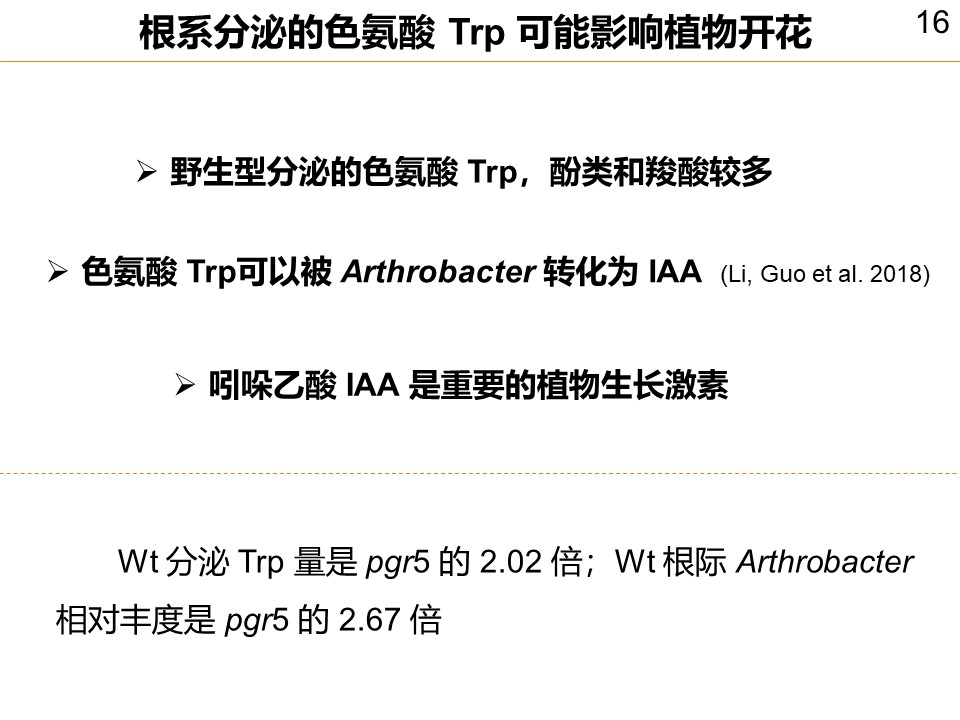 根系分泌的色氨酸 Trp 可能影响植物开花
16
➢ 野生型分泌的色氨酸 Trp，酚类和羧酸较多
➢ 色氨酸 Trp可以被 Arthrobacter 转化为 IAA (Li, Guo et al. 2018)
➢ 吲哚乙酸 IAA 是重要的植物生长激素
Wt 分泌 Trp 量是 pgr5 的 2.02 倍；Wt 根际 Arthrobacter
相对丰度是 pgr5 的 2.67 倍